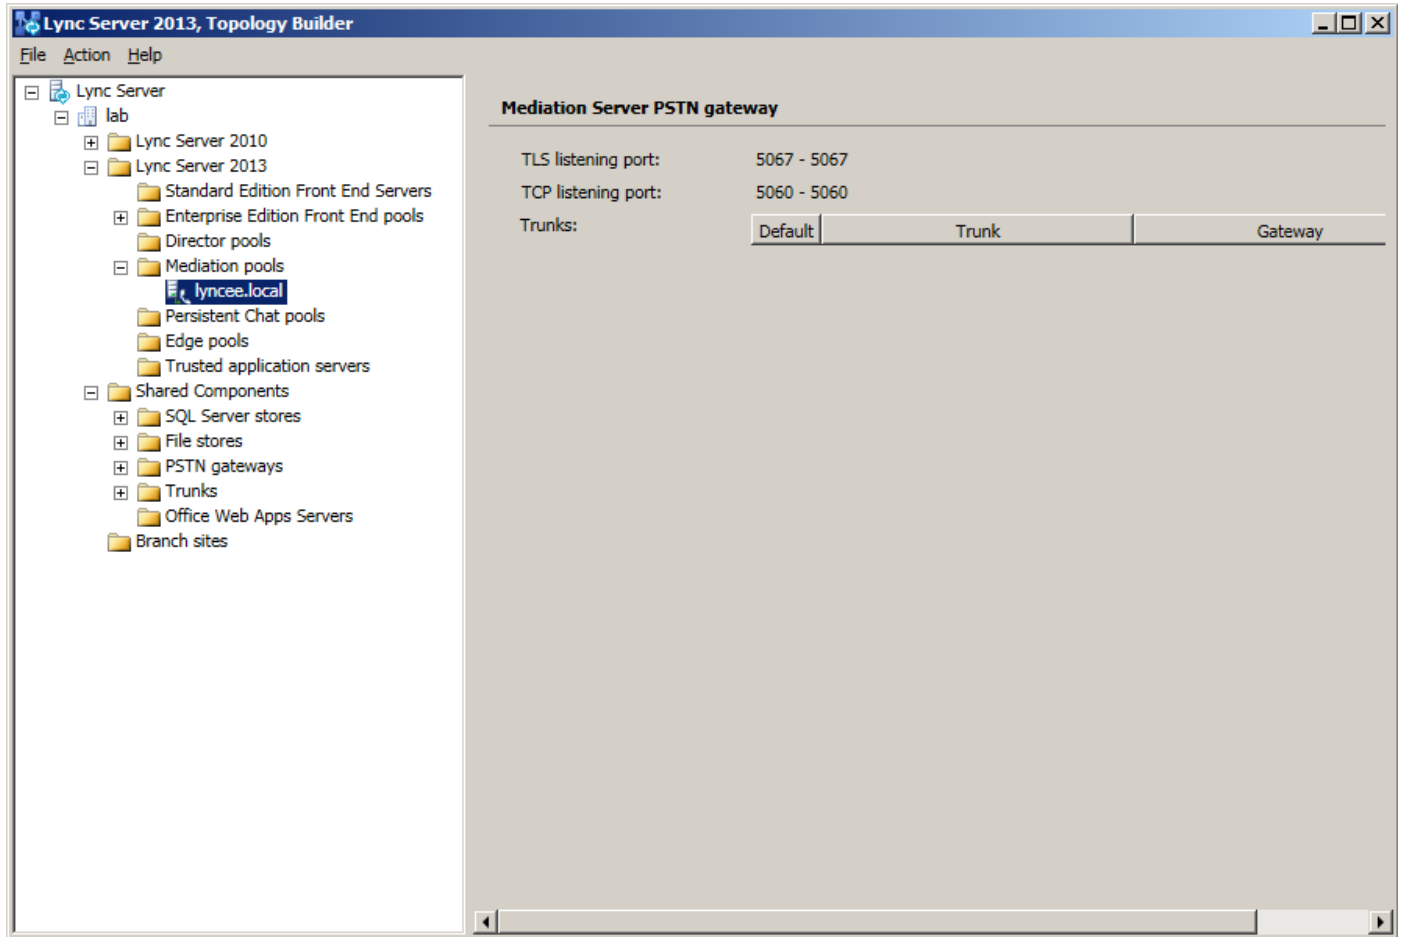 Lync Server 2013, Topology Builder
File Action Help
Lync Server
lab
Lync Server 2010
Lync Server 2013
Standard Edition Front End Servers
Enterprise Edition Front End pools
Director pools
Mediation pools
lyncee.local
Persistent Chat pools
Edge pools
Trusted application servers
Shared Components
SQL Server stores
File stores
PSTN gateways
Trunks
Office Web Apps Servers
Branch sites
Mediation Server PSTN gateway
TLS listening port: 5067 - 5067
TCP listening port: 5060 - 5060
Trunks: Default Trunk Gateway